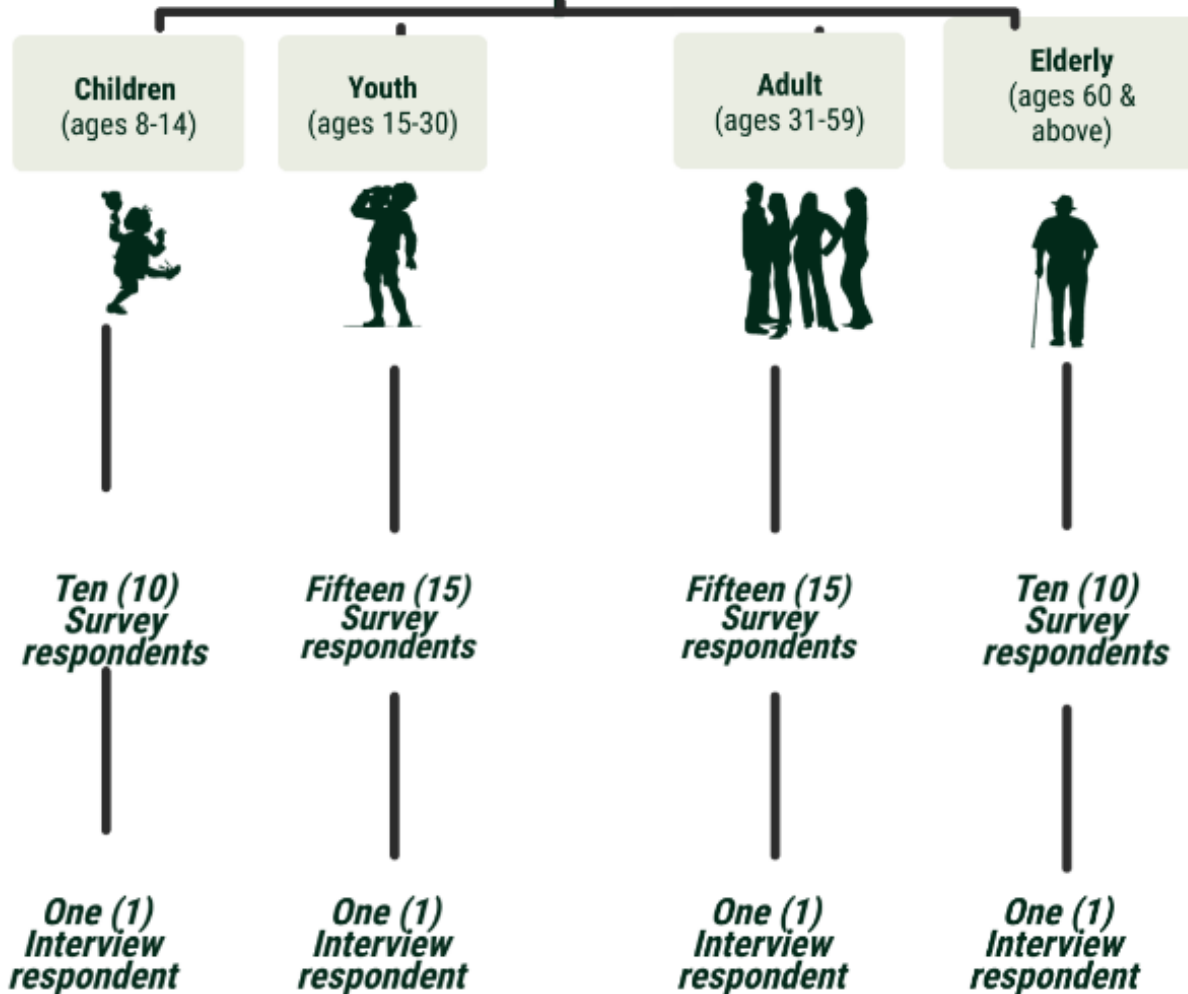 Children
(ages 8-14)
Youth
(ages 15-30)
Adult
(ages 31-59)
Elderly
(ages 60 &
above)
Ten (10)
Survey
respondents
Fifteen (15)
Survey
respondents
Fifteen (15)
Survey
respondents
Ten (10)
Survey
respondents
One (1)
Interview
respondent
One (1)
Interview
respondent
One (1)
Interview
respondent
One (1)
Interview
respondent